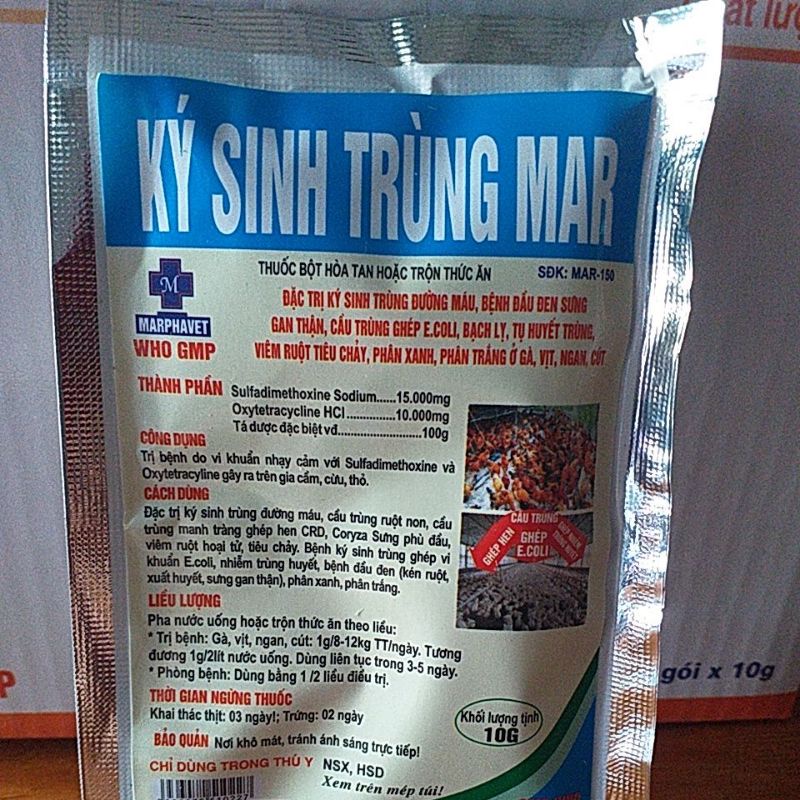 KÝ SINH TRÙNG MAR
THUỐC BỘT HÒA TAN HOẶC TRỘN THỨC ĂN SĐK: MAR-150
M
MARPHAVET
WHO GMP
ĐẶC TRỊ KÝ SINH TRÙNG ĐƯỜNG MÁU, BỆNH ĐẦU ĐEN SƯNG
GAN THẬN, CẦU TRÙNG GHÉP E.COLI, BẠCH LỴ, TỤ HUYẾT TRÙNG,
VIÊM RUỘT TIÊU CHẢY, PHÂN XANH, PHÂN TRẮNG Ở GÀ, VỊT, NGAN, CÚT
THÀNH PHẦN Sulfadimethoxine Sodium......15.000mg
Oxytetracycline HCl................10.000mg
Tá dược đặc biệt vđ.......................100g
CÔNG DỤNG
Trị bệnh do vi khuẩn nhạy cảm với Sulfadimethoxine và
Oxytetracyline gây ra trên gia cầm, cừu, thỏ.
CÁCH DÙNG
Đặc trị ký sinh trùng đường máu, cầu trùng ruột non, cầu
trùng manh tràng ghép hen CRD, Coryza Sưng phù đầu,
viêm ruột hoại tử, tiêu chảy. Bệnh ký sinh trùng ghép vi
khuẩn E.coli, nhiễm trùng huyết, bệnh đầu đen (kén ruột,
xuất huyết, sưng gan thận), phân xanh, phân trắng.
CẦU TRÙNG
GHÉP HEN
GHÉP
E.COLI
LIỀU LƯỢNG
Pha nước uống hoặc trộn thức ăn theo liều:
* Trị bệnh: Gà, vịt, ngan, cút: 1g/8-12kg TT/ngày. Tương
đương 1g/2lít nước uống. Dùng liên tục trong 3-5 ngày.
* Phòng bệnh: Dùng bằng 1 /2 liều điều trị.
THỜI GIAN NGỪNG THUỐC
Khai thác thịt: 03 ngàyl; Trứng: 02 ngày
Khối lượng tịnh
10G
BẢO QUẢN Nơi khô mát, tránh ánh sáng trực tiếp!
CHỈ DÙNG TRONG THÚ Y NSX, HSD
Xem trên mép túi!
gói x 10g